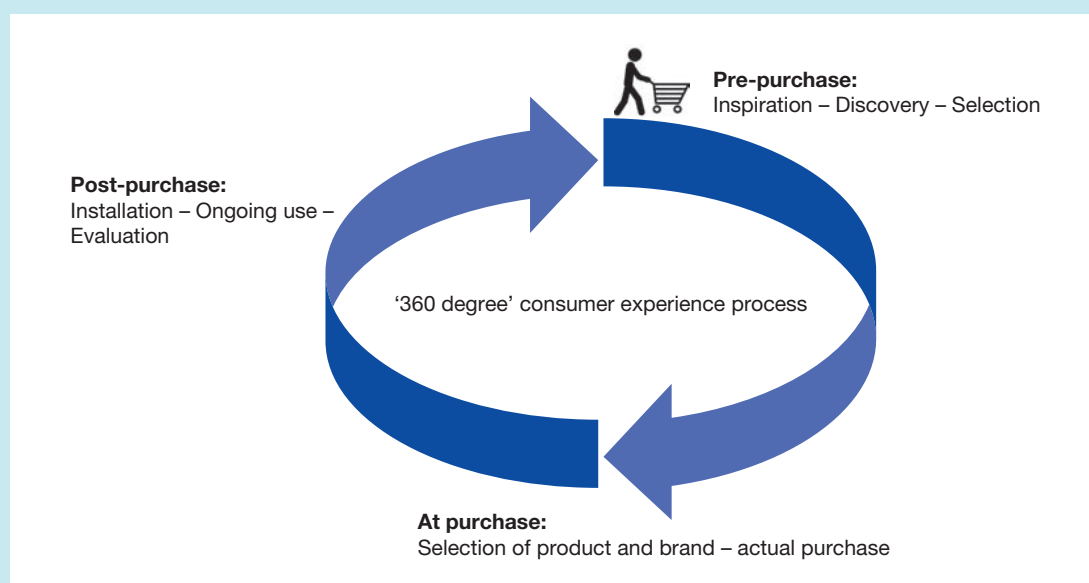 Pre-purchase:
Inspiration – Discovery – Selection
Post-purchase:
Installation – Ongoing use –
Evaluation
‘360 degree’ consumer experience process
At purchase:
Selection of product and brand – actual purchase